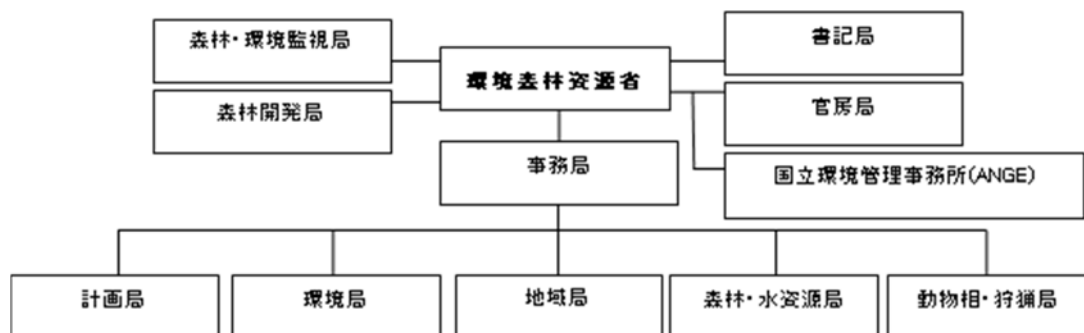 森林・環境監視局
書記局
環境森林資源省
森林開発局
官房局
事務局
国立環境管理事務所(ANGE)
計画局
環境局
地域局
森林・水資源局
動物相・狩猟局